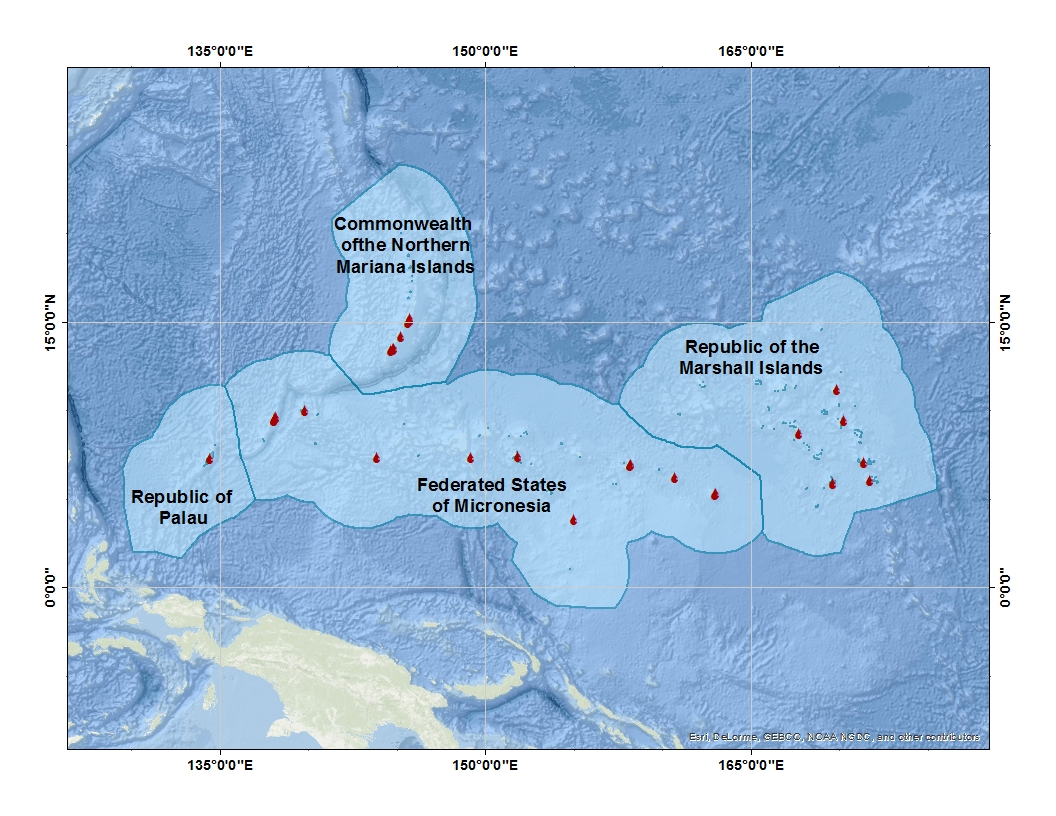 135°0'0"E 150°0'0"E 165°0'0"E
Commonwealth
ofthe Northern
Mariana Islands
15°0'0"N
15°0'0"N
Republic of the
Marshall Islands
Federated States
of Micronesia
Republic of
Palau
0°0'0"
0°0'0"
Esri, DeLorme, GEBCO, NOAA NGDC, and other contributors
135°0'0"E 150°0'0"E 165°0'0"E